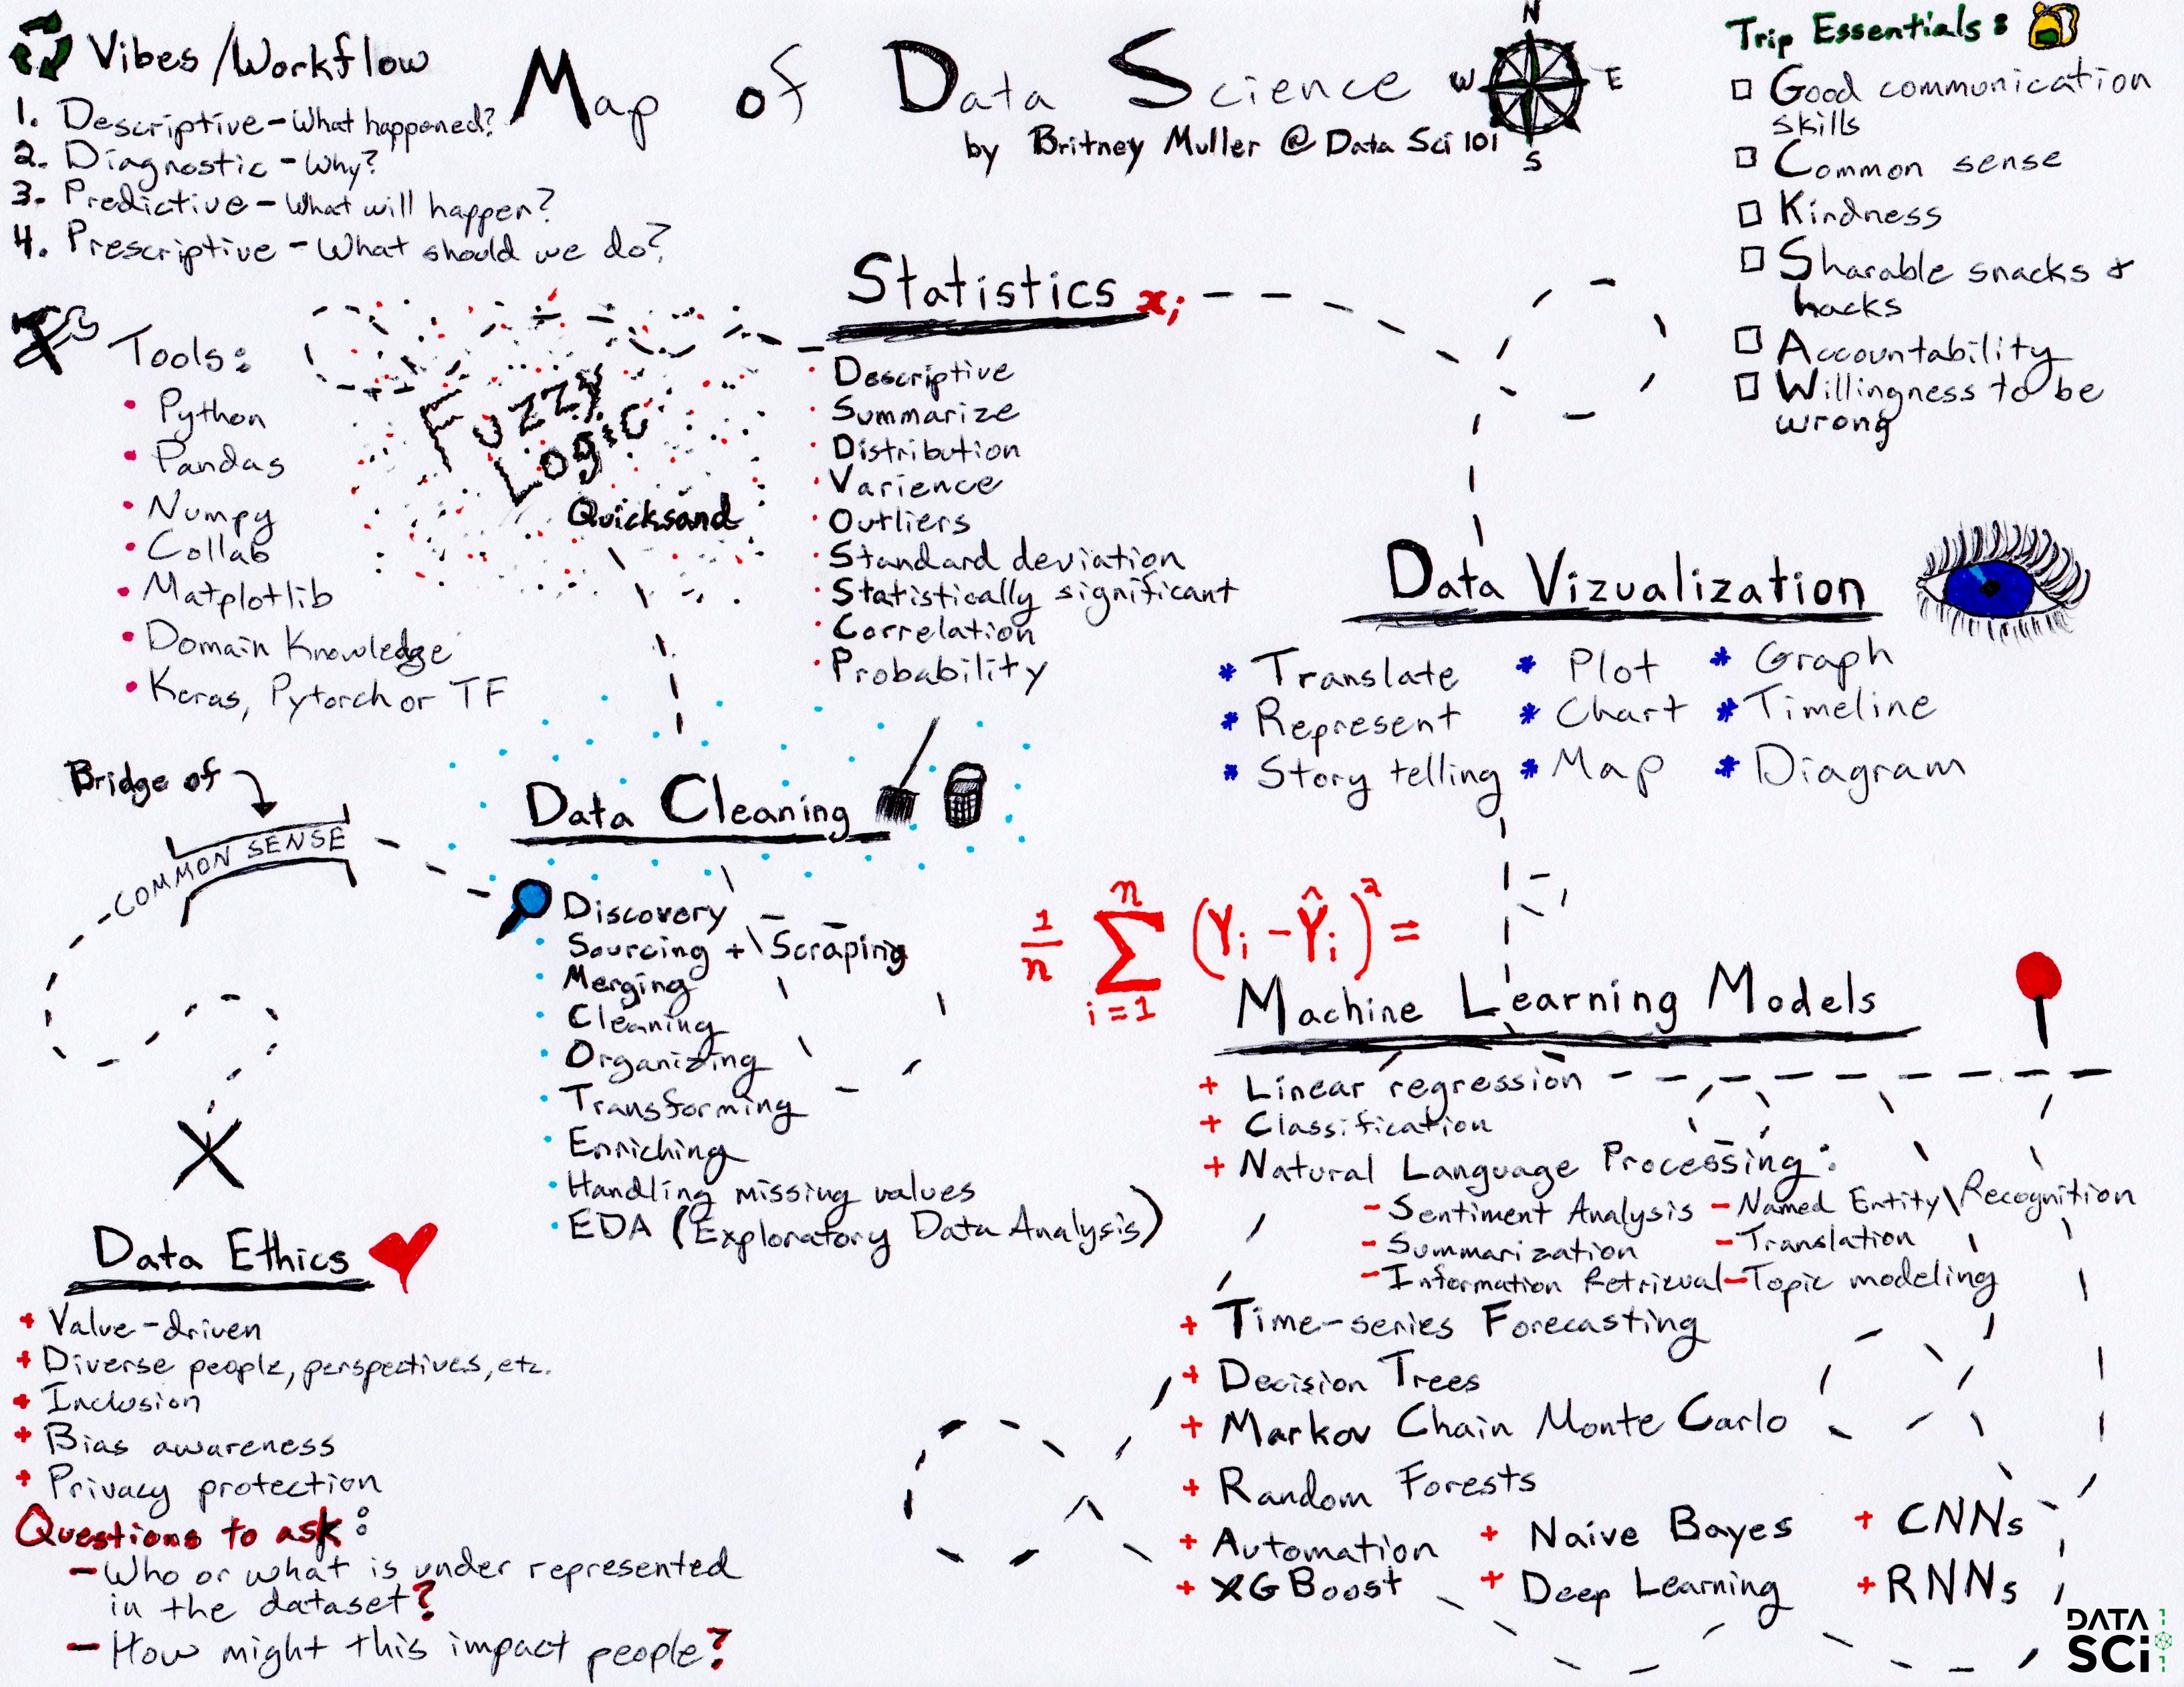 Vibes/Workflow
1. Descriptive - What happened?
2. Diagnostic - Why?
3. Predictive - What will happen?
4. Prescriptive - What should we do?
Map of Data Science
by Britney Muller @ Data Sci 101
N
W
E
S
Trip Essentials:
Good communication
skills
Common sense
Kindness
Sharable snacks &
hacks
Accountability
Willingness to be
wrong
Tools:
Python
Pandas
Numpy
Collab
Matplotlib
Domain Knowledge
Keras, Pytorch or TF
Fuzzy
Logic
Quicksand
Statistics xi
Descriptive
Summarize
Distribution
Varience
Outliers
Standard deviation
Statistically significant
Correlation
Probability
Data Vizualization
* Translate * Plot * Graph
* Represent * Chart * Timeline
* Story telling * Map * Diagram
Bridge of
COMMON SENSE
Data Cleaning
Discovery
Sourcing + Scraping
Merging
Cleaning
Organizing
Transforming
Enriching
Handling missing values
EDA (Exploratory Data Analysis)
1/n Σ n i=1 (Yi - Ŷi)² =
Machine Learning Models
+ Linear regression
+ Classification
+ Natural Language Processing:
- Sentiment Analysis - Named Entity Recognition
- Summarization - Translation
- Information Retrieval - Topic modeling
+ Time-series Forecasting
+ Decision Trees
+ Markov Chain Monte Carlo
+ Random Forests
+ Automation + Naive Bayes + CNNs
+ XGBoost + Deep Learning + RNNs
X
Data Ethics
+ Value-driven
+ Diverse people, perspectives, etc.
+ Inclusion
+ Bias awareness
+ Privacy protection
Questions to ask:
- Who or what is under represented
in the dataset?
- How might this impact people?
DATA
SCi
101